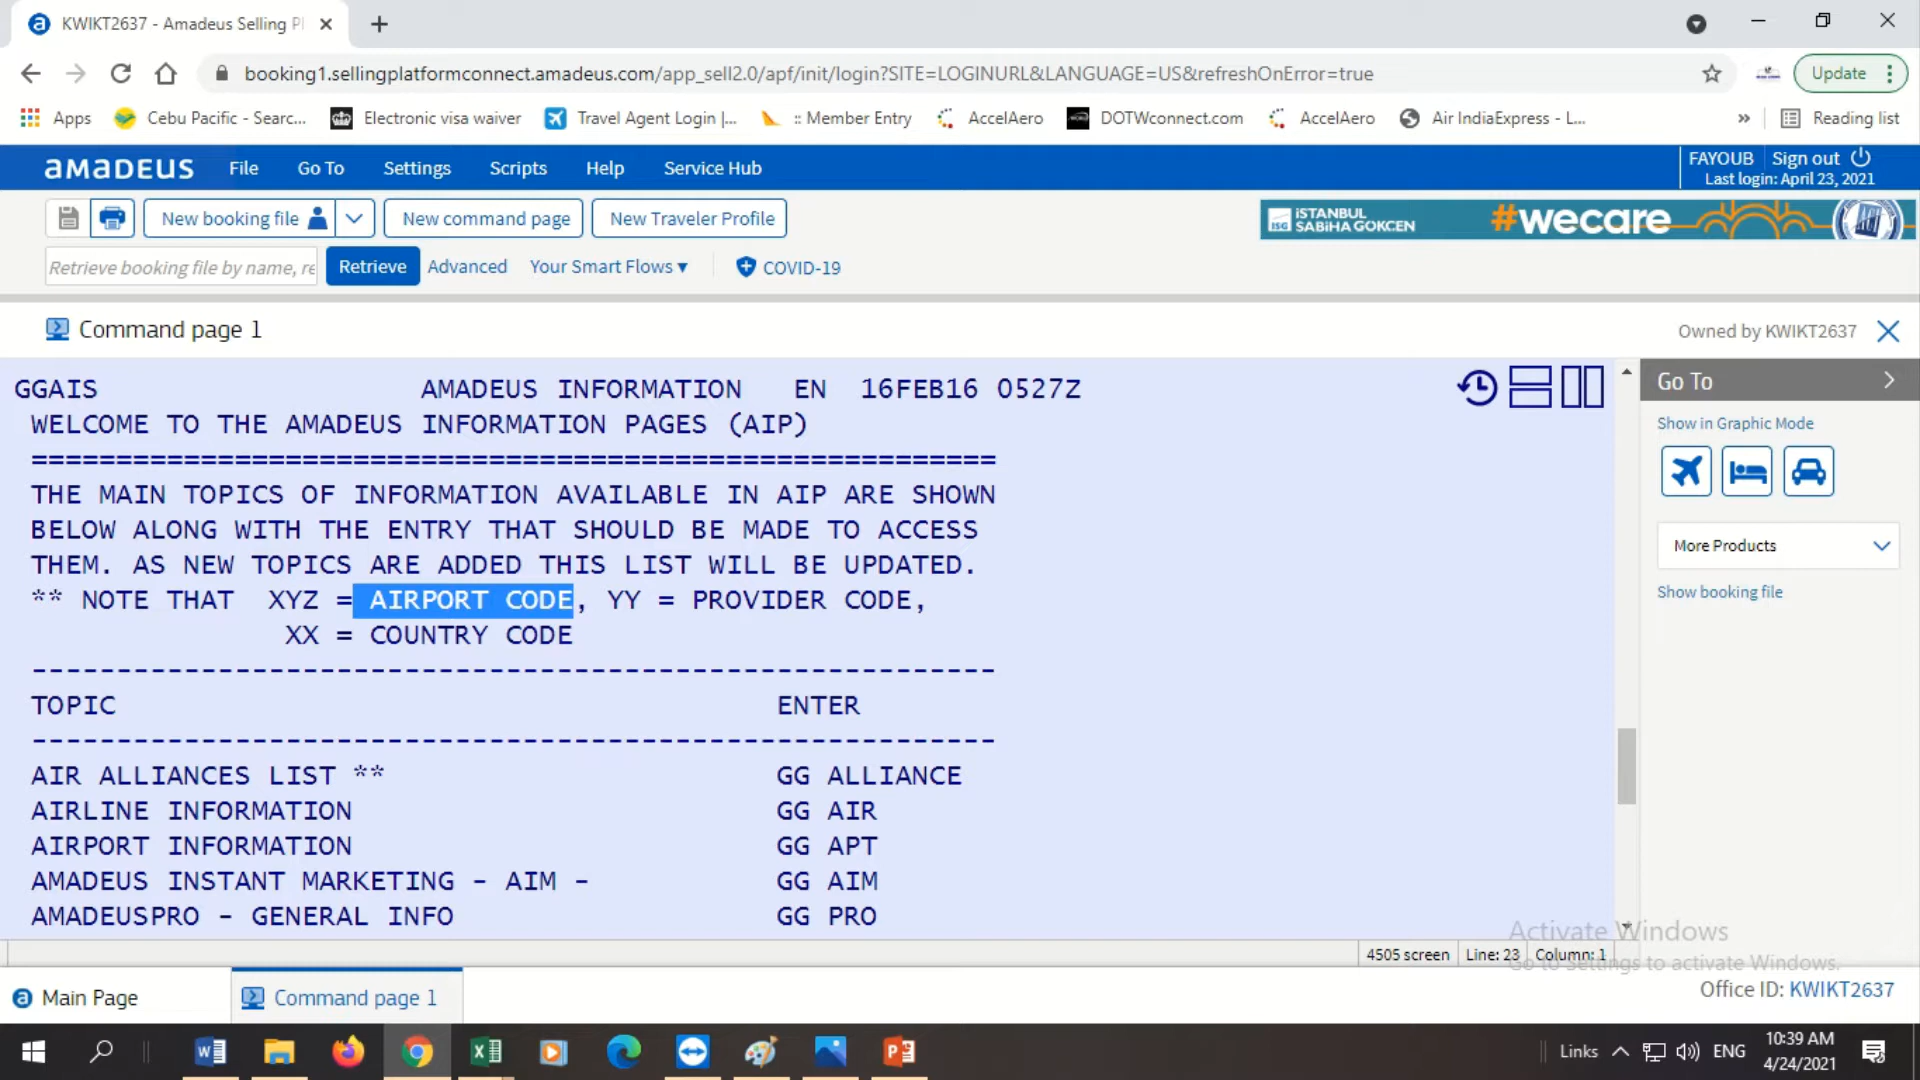 KWIKT2637 - Amadeus Selling Pl
booking1.sellingplatformconnect.amadeus.com/app_sell2.0/apf/init/login?SITE=LOGINURL&LANGUAGE=US&refreshOnError=true
Update
Apps
Cebu Pacific - Searc...
Electronic visa waiver
Travel Agent Login |...
:: Member Entry
AccelAero
DOTWconnect.com
AccelAero
Air IndiaExpress - L...
»
Reading list
amadeus
File
Go To
Settings
Scripts
Help
Service Hub
FAYOUB
Sign out
Last login: April 23, 2021
New booking file
New command page
New Traveler Profile
ISG
iSTANBUL
SABiHA GOKCEN
#wecare
Retrieve booking file by name, re
Retrieve
Advanced
Your Smart Flows
COVID-19
Command page 1
Owned by KWIKT2637
GGAIS AMADEUS INFORMATION EN 16FEB16 0527Z
WELCOME TO THE AMADEUS INFORMATION PAGES (AIP)
=========================================================
THE MAIN TOPICS OF INFORMATION AVAILABLE IN AIP ARE SHOWN
BELOW ALONG WITH THE ENTRY THAT SHOULD BE MADE TO ACCESS
THEM. AS NEW TOPICS ARE ADDED THIS LIST WILL BE UPDATED.
** NOTE THAT XYZ = AIRPORT CODE, YY = PROVIDER CODE,
XX = COUNTRY CODE
---------------------------------------------------------
TOPIC ENTER
---------------------------------------------------------
AIR ALLIANCES LIST ** GG ALLIANCE
AIRLINE INFORMATION GG AIR
AIRPORT INFORMATION GG APT
AMADEUS INSTANT MARKETING - AIM - GG AIM
AMADEUSPRO - GENERAL INFO GG PRO
Go To
Show in Graphic Mode
More Products
Show booking file
Activate Windows
Go to Settings to activate Windows.
4505 screen
Line: 23
Column: 1
Main Page
Command page 1
Office ID: KWIKT2637
Links
ENG
10:39 AM
4/24/2021